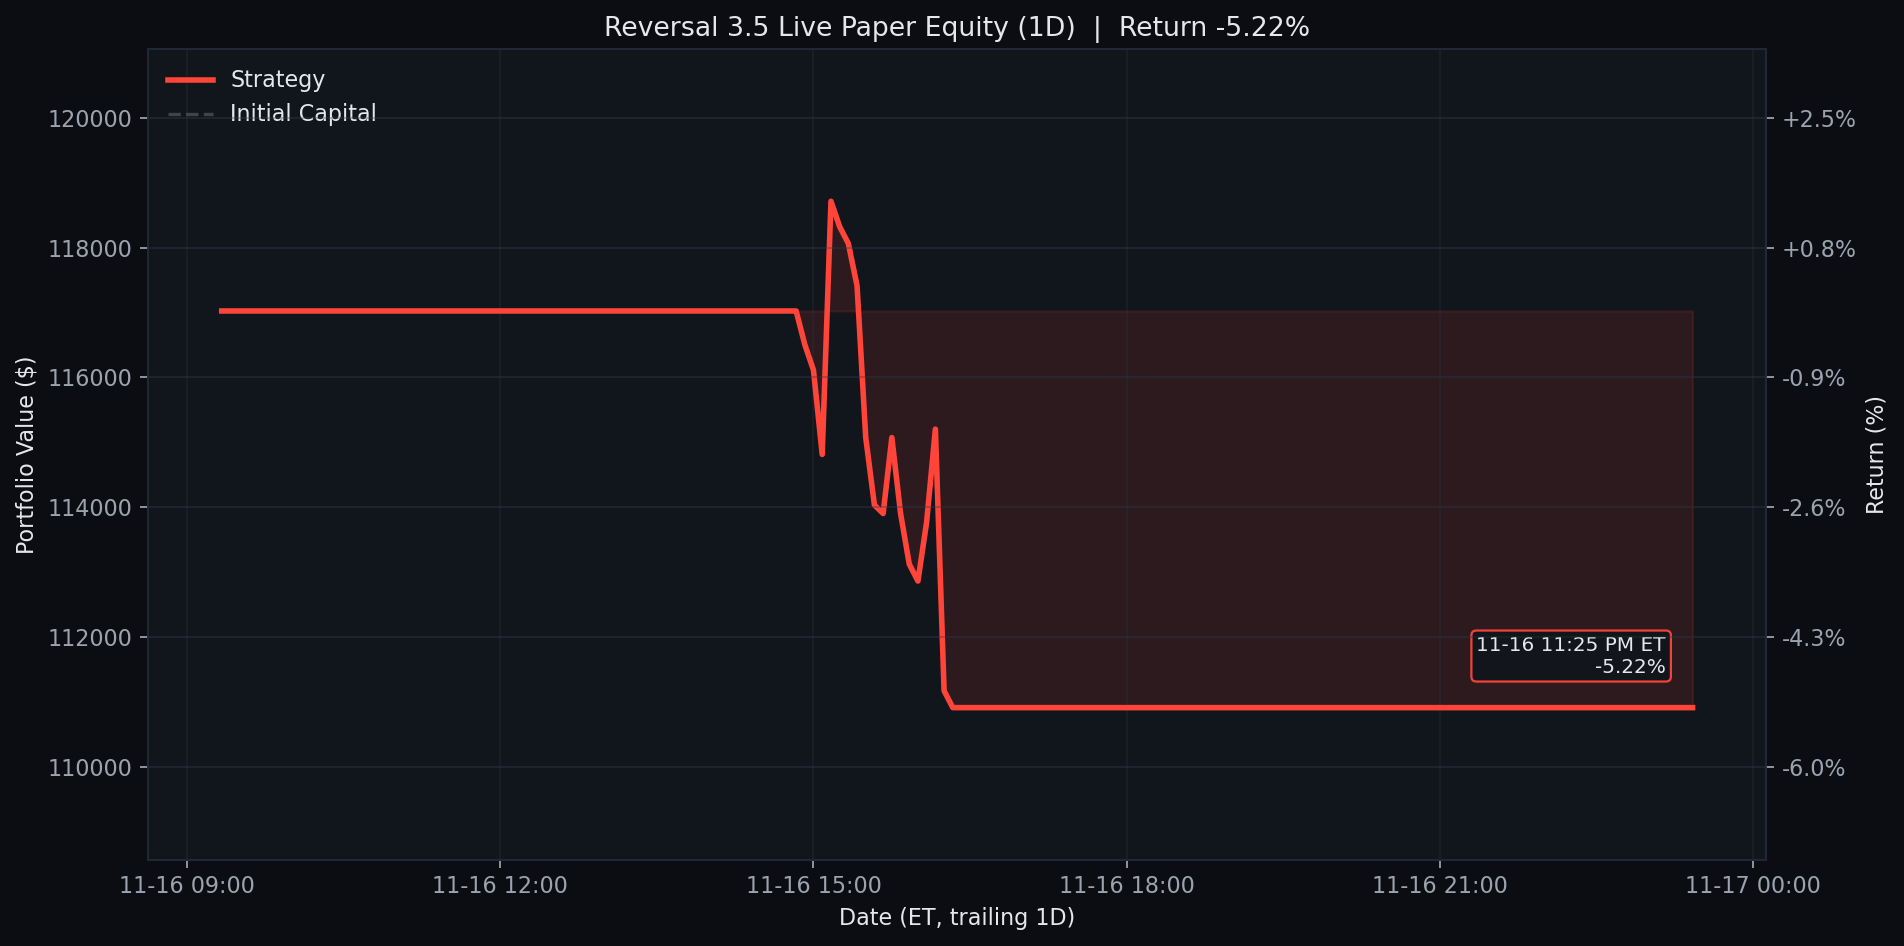 Reversal 3.5 Live Paper Equity (1D)  |  Return -5.22%
Strategy
Initial Capital
120000
118000
116000
114000
112000
110000
Portfolio Value ($)
+2.5%
+0.8%
-0.9%
-2.6%
-4.3%
-6.0%
Return (%)
11-16 11:25 PM ET
-5.22%
11-16 09:00
11-16 12:00
11-16 15:00
11-16 18:00
11-16 21:00
11-17 00:00
Date (ET, trailing 1D)